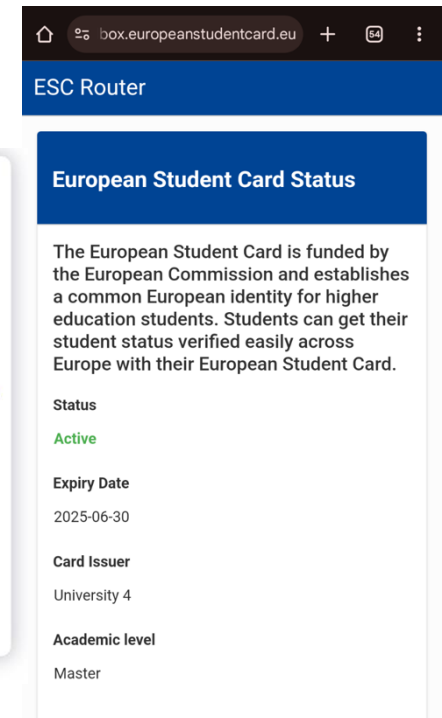 box.europeanstudentcard.eu
54
ESC Router
European Student Card Status
The European Student Card is funded by
the European Commission and establishes
a common European identity for higher
education students. Students can get their
student status verified easily across
Europe with their European Student Card.
Status
Active
Expiry Date
2025-06-30
Card Issuer
University 4
Academic level
Master